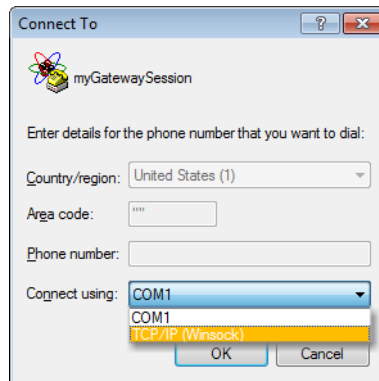 Connect To
myGatewaySession
Enter details for the phone number that you want to dial:
Country/region: United States (1)
Area code: ""
Phone number:
Connect using: COM1
COM1
TCP/IP (Winsock)
OK Cancel